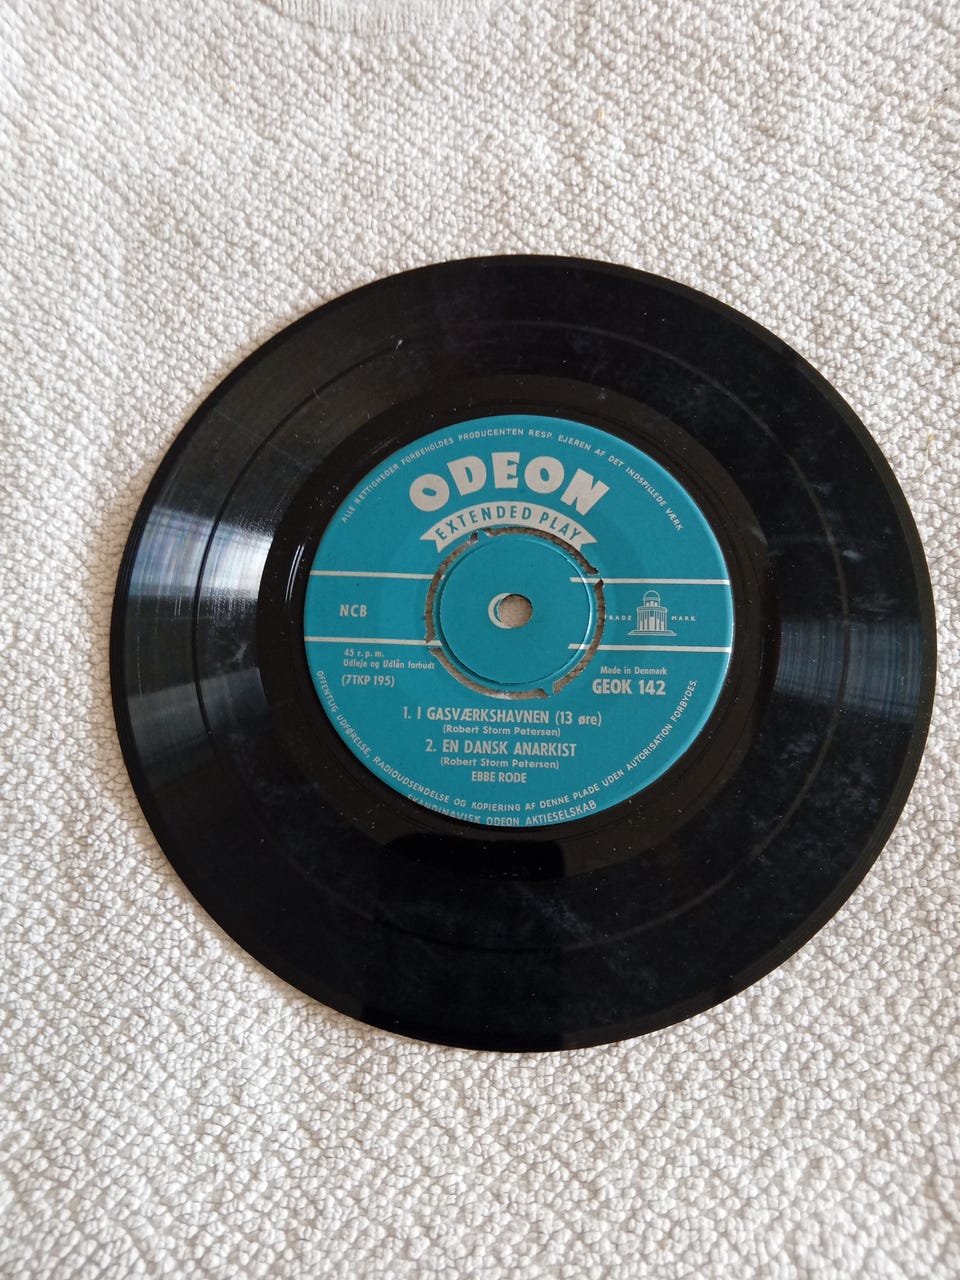 ALLE RETTIGHEDER FORBEHOLDES PRODUCENTEN RESP. EJEREN AF DET INDSPILLEDE VÆRK
ODEON
EXTENDED PLAY
NCB
TRADE MARK
45 r.p.m.
Udleje og Udlån forbudt
(7TKP 195)
Made in Denmark
GEOK 142
1. I GASVÆRKSHAVNEN (13 øre)
(Robert Storm Petersen)
2. EN DANSK ANARKIST
(Robert Storm Petersen)
EBBE RODE
OFFENTLIG UDFØRELSE, RADIOUDSENDELSE OG KOPIERING AF DENNE PLADE UDEN AUTORISATION FORBYDES.
SKANDINAVISK ODEON AKTIESELSKAB